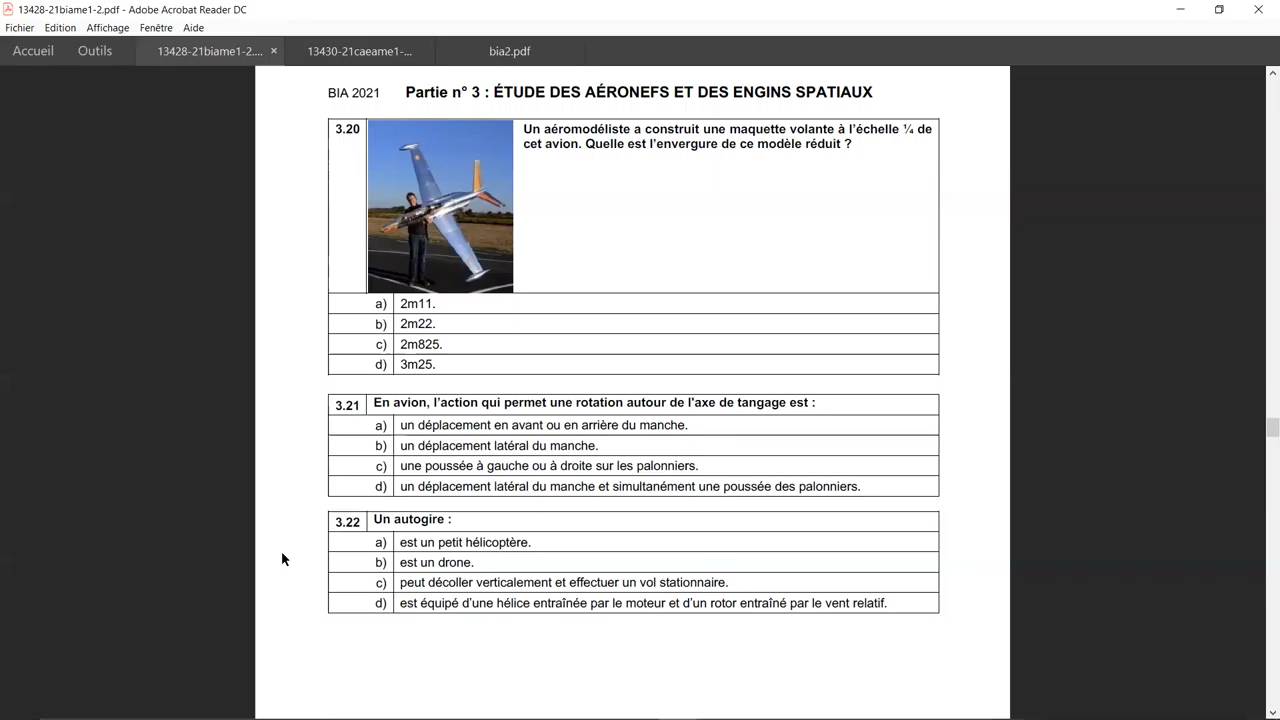 13428-21biame1-2.pdf - Adobe Acrobat Reader DC
Fichier Edition Affichage Fenêtre Aide
Accueil Outils 13428-21biame1-2.... × 13430-21caeame1-... bia2.pdf
BIA 2021 Partie n° 3 : ÉTUDE DES AÉRONEFS ET DES ENGINS SPATIAUX
3.20 Un aéromodéliste a construit une maquette volante à l'échelle ¼ de
cet avion. Quelle est l'envergure de ce modèle réduit ?
a) 2m11.
b) 2m22.
c) 2m825.
d) 3m25.
3.21 En avion, l'action qui permet une rotation autour de l'axe de tangage est :
a) un déplacement en avant ou en arrière du manche.
b) un déplacement latéral du manche.
c) une poussée à gauche ou à droite sur les palonniers.
d) un déplacement latéral du manche et simultanément une poussée des palonniers.
3.22 Un autogire :
a) est un petit hélicoptère.
b) est un drone.
c) peut décoller verticalement et effectuer un vol stationnaire.
d) est équipé d'une hélice entraînée par le moteur et d'un rotor entraîné par le vent relatif.